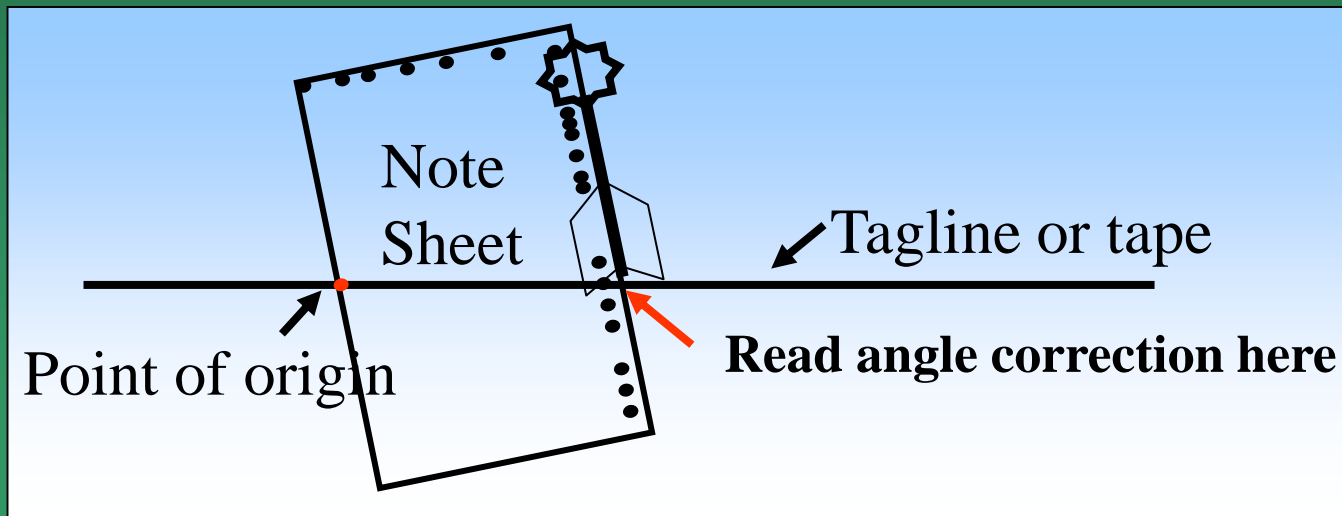 Note
Sheet
Tagline or tape
Point of origin
Read angle correction here